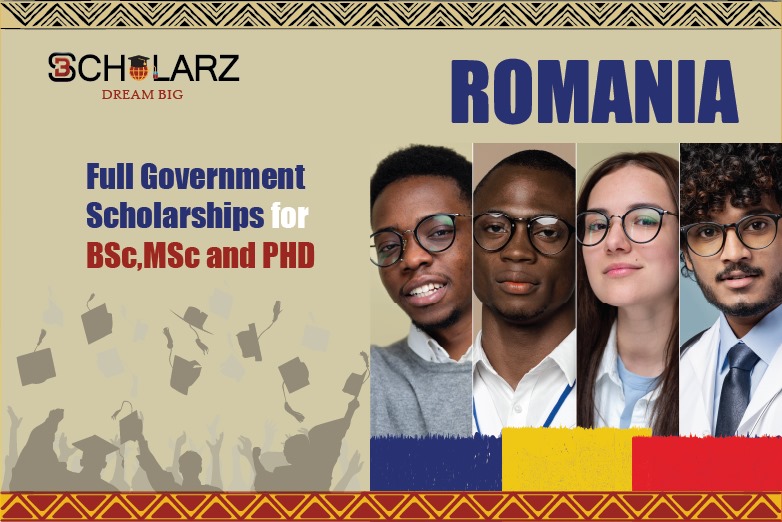 SCHOLARZ
DREAM BIG
ROMANIA
Full Government
Scholarships for
BSc,MSc and PHD